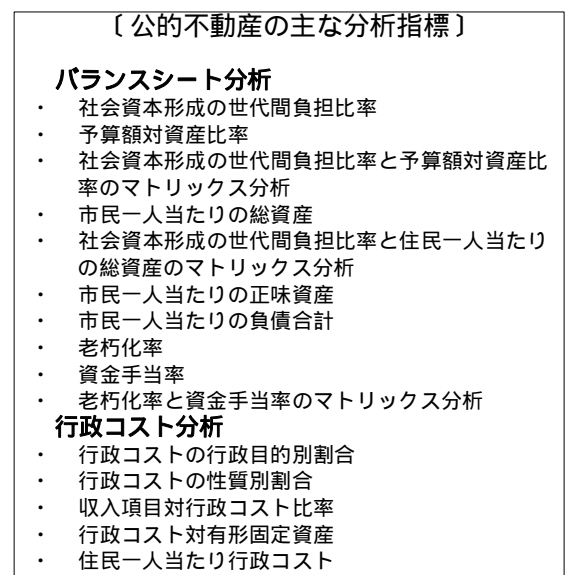 〔公的不動産の主な分析指標〕
バランスシート分析
・ 社会資本形成の世代間負担比率
・ 予算額対資産比率
・ 社会資本形成の世代間負担比率と予算額対資産比
率のマトリックス分析
・ 市民一人当たりの総資産
・ 社会資本形成の世代間負担比率と住民一人当たり
の総資産のマトリックス分析
・ 市民一人当たりの正味資産
・ 市民一人当たりの負債合計
・ 老朽化率
・ 資金手当率
・ 老朽化率と資金手当率のマトリックス分析
行政コスト分析
・ 行政コストの行政目的別割合
・ 行政コストの性質別割合
・ 収入項目対行政コスト比率
・ 行政コスト対有形固定資産
・ 住民一人当たり行政コスト